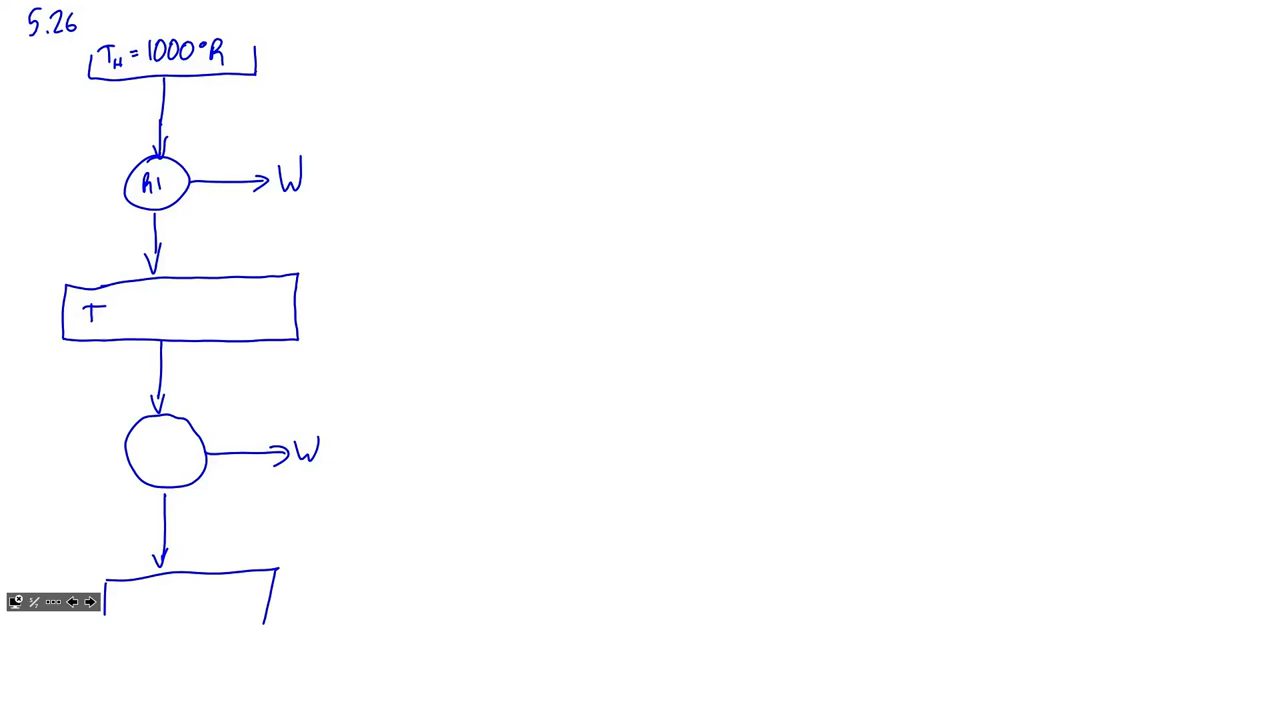 5.26
T_H = 1000°R
R1
W
T
W